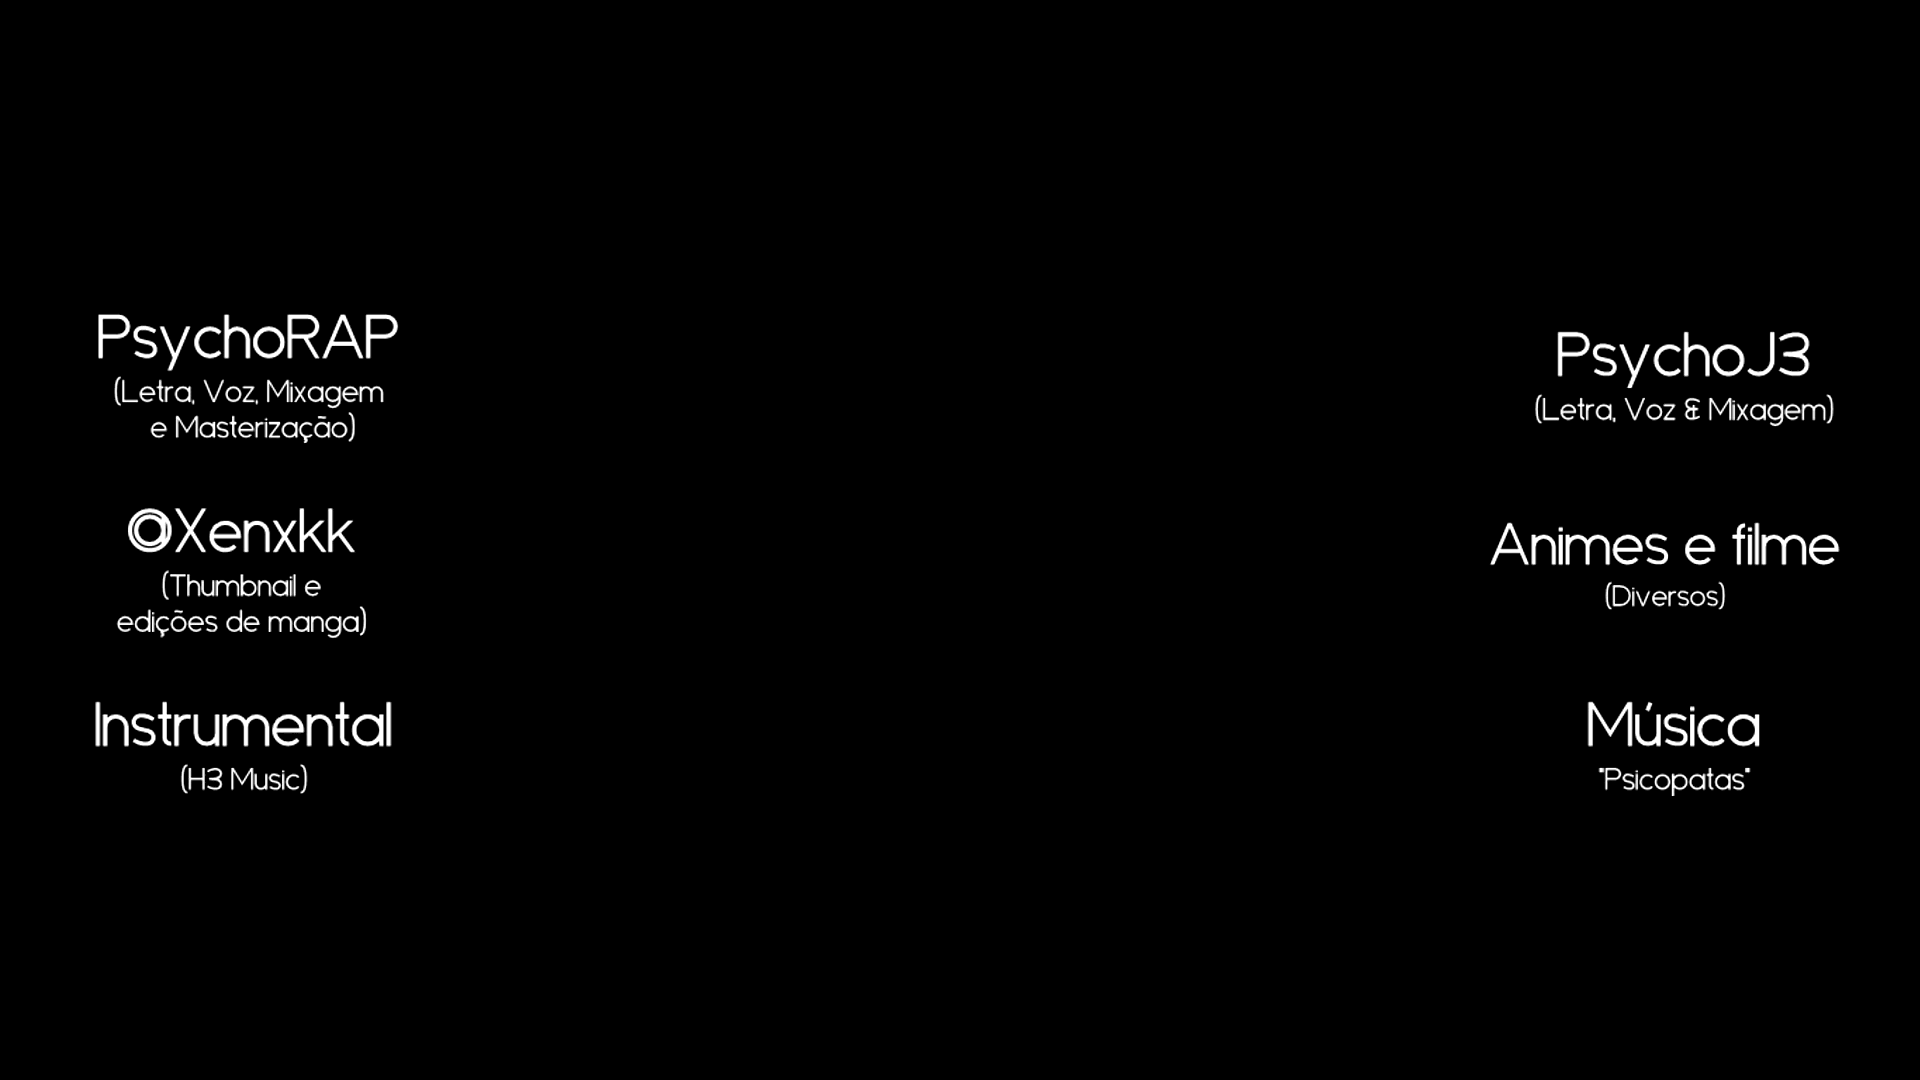 PsychoRAP
(Letra, Voz, Mixagem
e Masterização)
@Xenxkk
(Thumbnail e
edições de manga)
Instrumental
(H3 Music)
PsychoJ3
(Letra, Voz & Mixagem)
Animes e filme
(Diversos)
Música
"Psicopatas"